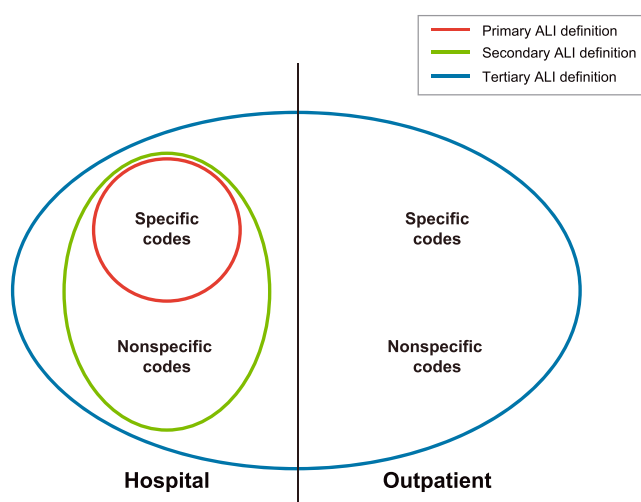 Primary ALI definition
Secondary ALI definition
Tertiary ALI definition
Specific
codes
Specific
codes
Nonspecific
codes
Nonspecific
codes
Hospital
Outpatient